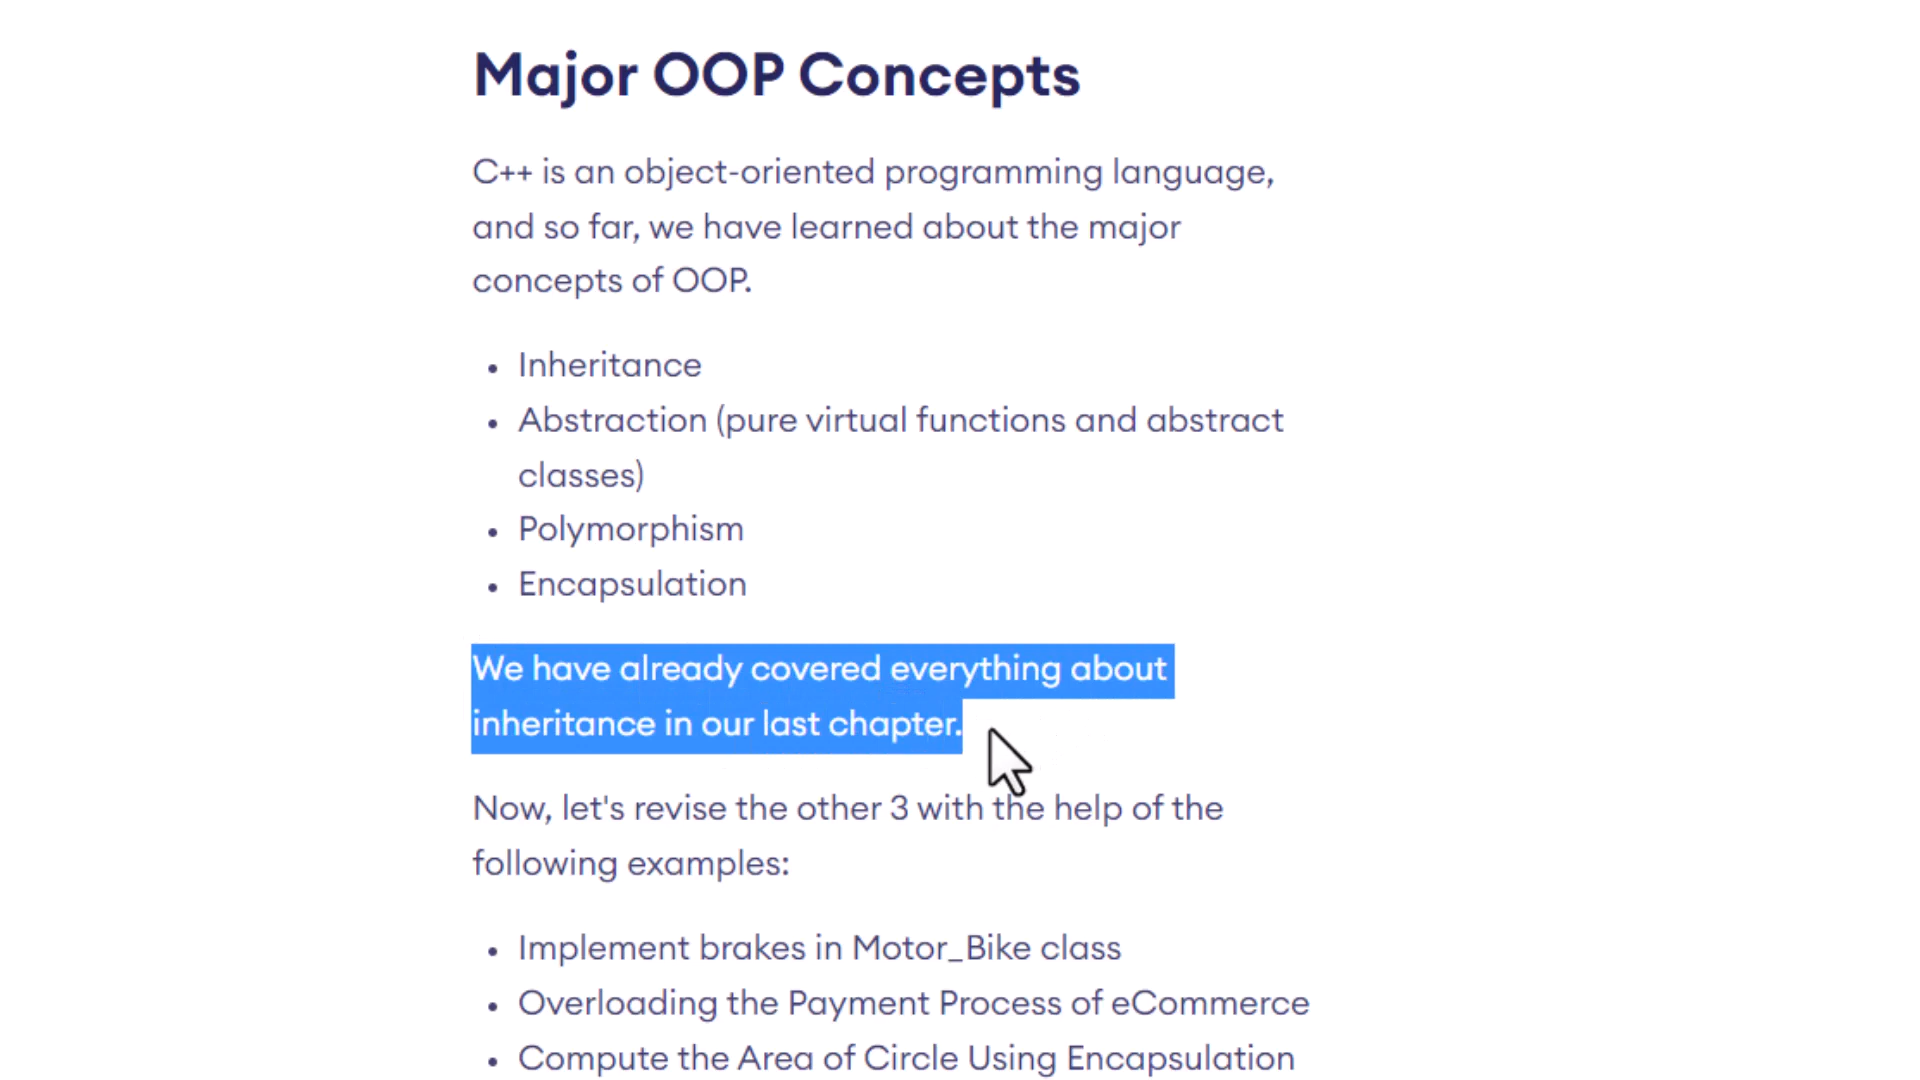 Major OOP Concepts
C++ is an object-oriented programming language,
and so far, we have learned about the major
concepts of OOP.
• Inheritance
• Abstraction (pure virtual functions and abstract
classes)
• Polymorphism
• Encapsulation
We have already covered everything about
inheritance in our last chapter.
Now, let's revise the other 3 with the help of the
following examples:
• Implement brakes in Motor_Bike class
• Overloading the Payment Process of eCommerce
• Compute the Area of Circle Using Encapsulation